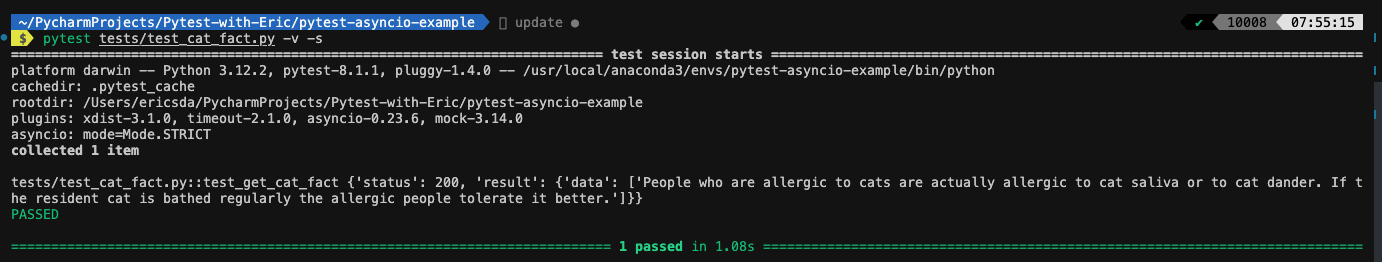 ~/PycharmProjects/Pytest-with-Eric/pytest-asyncio-example update ● ✔ 10008 07:55:15
$ pytest tests/test_cat_fact.py -v -s
============================ test session starts ============================
platform darwin -- Python 3.12.2, pytest-8.1.1, pluggy-1.4.0 -- /usr/local/anaconda3/envs/pytest-asyncio-example/bin/python
cachedir: .pytest_cache
rootdir: /Users/ericsda/PycharmProjects/Pytest-with-Eric/pytest-asyncio-example
plugins: xdist-3.1.0, timeout-2.1.0, asyncio-0.23.6, mock-3.14.0
asyncio: mode=Mode.STRICT
collected 1 item
tests/test_cat_fact.py::test_get_cat_fact {'status': 200, 'result': {'data': ['People who are allergic to cats are actually allergic to cat saliva or to cat dander. If t
he resident cat is bathed regularly the allergic people tolerate it better.']}}
PASSED
============================ 1 passed in 1.08s ============================